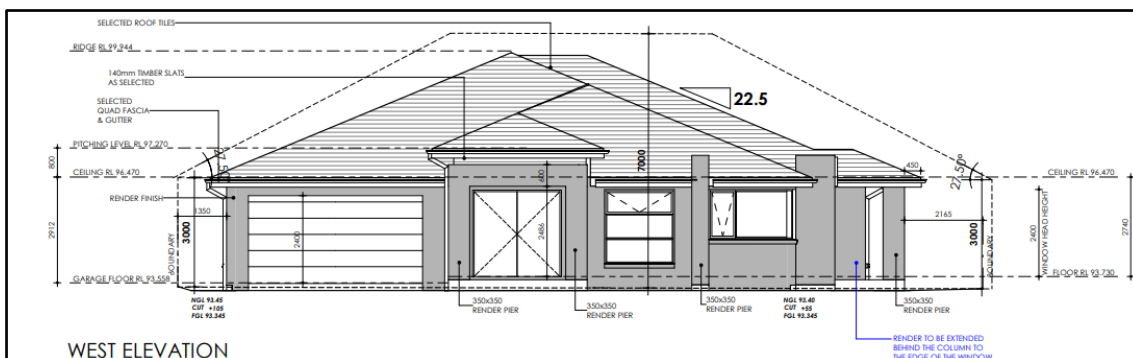 SELECTED ROOF TILES
RIDGE RL 99.944
140mm TIMBER SLATS
AS SELECTED
22.5
SELECTED
QUAD FASCIA
& GUTTER
PITCHING LEVEL RL 97.270
800
27.50°
600
7000
450
27.50°
CEILING RL 96.470
CEILING RL 96.470
RENDER FINISH
1350
2165
2912
3000
2400
2486
3000
2400
WINDOW HEAD HEIGHT
2740
BOUNDARY
BOUNDARY
GARAGE FLOOR RL 93.558
FLOOR RL 93.730
NGL 93.45
CUT +105
FGL 93.345
350x350
RENDER PIER
350x350
RENDER PIER
350x350
RENDER PIER
NGL 93.40
CUT +55
FGL 93.345
350x350
RENDER PIER
WEST ELEVATION
RENDER TO BE EXTENDED
BEHIND THE COLUMN TO
THE EDGE OF THE WINDOW